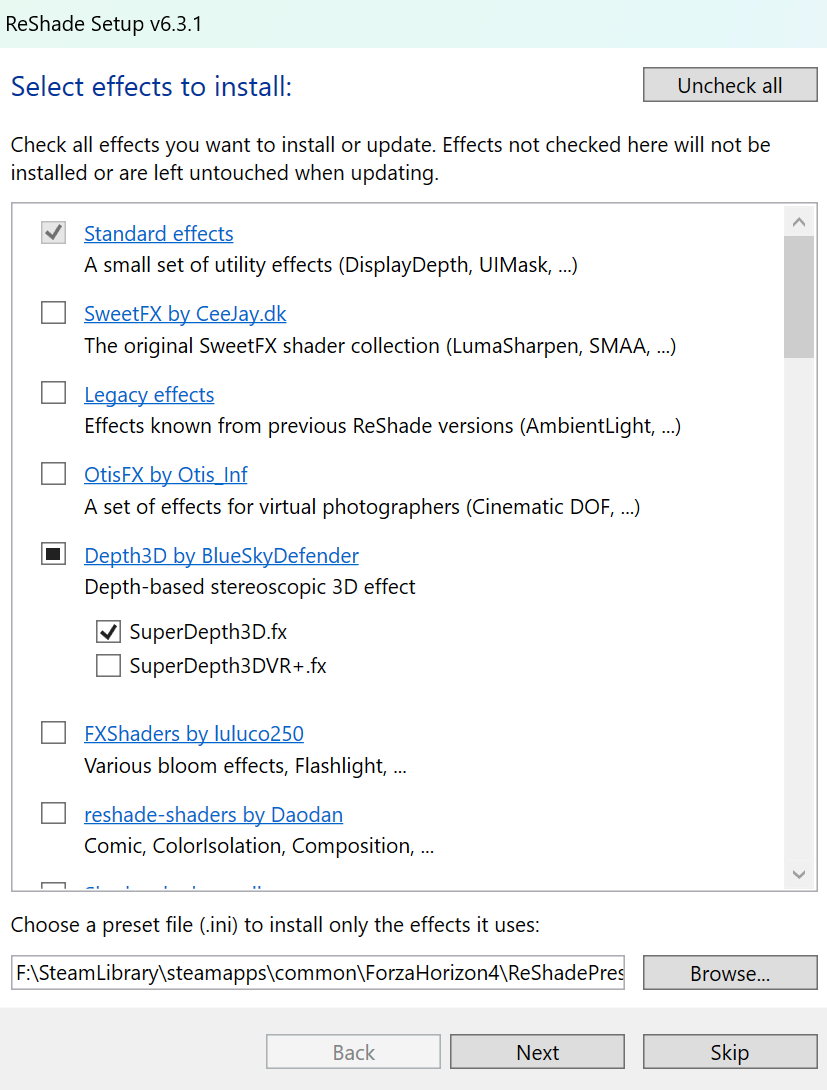 ReShade Setup v6.3.1
Select effects to install:
Uncheck all
Check all effects you want to install or update. Effects not checked here will not be
installed or are left untouched when updating.
Standard effects
A small set of utility effects (DisplayDepth, UIMask, ...)
SweetFX by CeeJay.dk
The original SweetFX shader collection (LumaSharpen, SMAA, ...)
Legacy effects
Effects known from previous ReShade versions (AmbientLight, ...)
OtisFX by Otis_Inf
A set of effects for virtual photographers (Cinematic DOF, ...)
Depth3D by BlueSkyDefender
Depth-based stereoscopic 3D effect
SuperDepth3D.fx
SuperDepth3DVR+.fx
FXShaders by luluco250
Various bloom effects, Flashlight, ...
reshade-shaders by Daodan
Comic, ColorIsolation, Composition, ...
Choose a preset file (.ini) to install only the effects it uses:
F:\SteamLibrary\steamapps\common\ForzaHorizon4\ReShadePres
Browse...
Back
Next
Skip